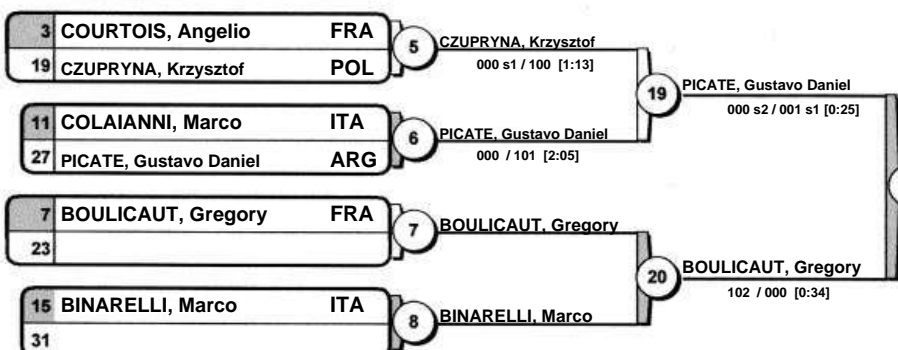 3 COURTOIS, Angelio FRA
19 CZUPRYNA, Krzysztof POL
5
CZUPRYNA, Krzysztof
000 s1 / 100 [1:13]
11 COLAIANNI, Marco ITA
27 PICATE, Gustavo Daniel ARG
6
PICATE, Gustavo Daniel
000 / 101 [2:05]
19
PICATE, Gustavo Daniel
000 s2 / 001 s1 [0:25]
7 BOULICAUT, Gregory FRA
23
7
BOULICAUT, Gregory
15 BINARELLI, Marco ITA
31
8
BINARELLI, Marco
20
BOULICAUT, Gregory
102 / 000 [0:34]